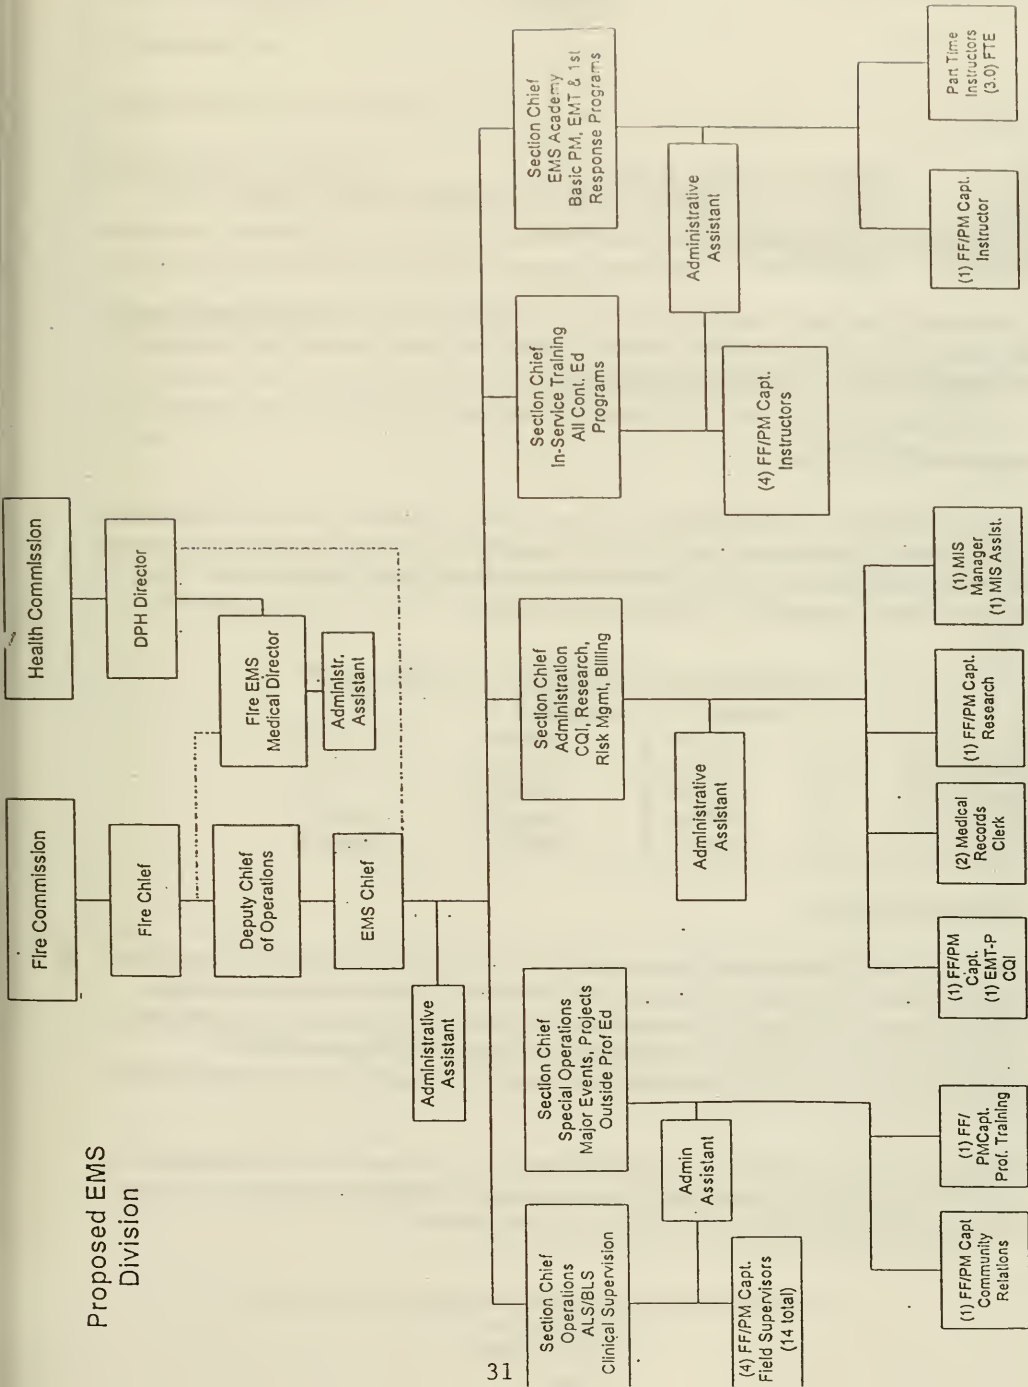 Proposed EMS
Division
Fire Commission
Health Commission
Fire Chief
DPH Director
Fire EMS
Medical Director
Administr.
Assistant
Deputy Chief
of Operations
EMS Chief
Administrative
Assistant
Section Chief
Operations
ALS/BLS
Clinical Supervision
Section Chief
Special Operations
Major Events, Projects
Outside Prof Ed
Section Chief
Administration
CQI, Research,
Risk Mgmt, Billing
Section Chief
In-Service Training
All Cont. Ed
Programs
Section Chief
EMS Academy
Basic PM, EMT & 1st
Response Programs
Admin
Assistant
Administrative
Assistant
Administrative
Assistant
(4) FF/PM Capt.
Field Supervisors
(14 total)
(4) FF/PM Capt.
Instructors
(1) FF/PM Capt
Community
Relations
(1) FF/
PMCapt.
Prof. Training
(1) FF/PM
Capt.
(1) EMT-P
CQI
(2) Medical
Records
Clerk
(1) FF/PM Capt.
Research
(1) MIS
Manager
(1) MIS Assist.
(1) FF/PM Capt.
Instructor
Part Time
Instructors
(3.0) FTE
31